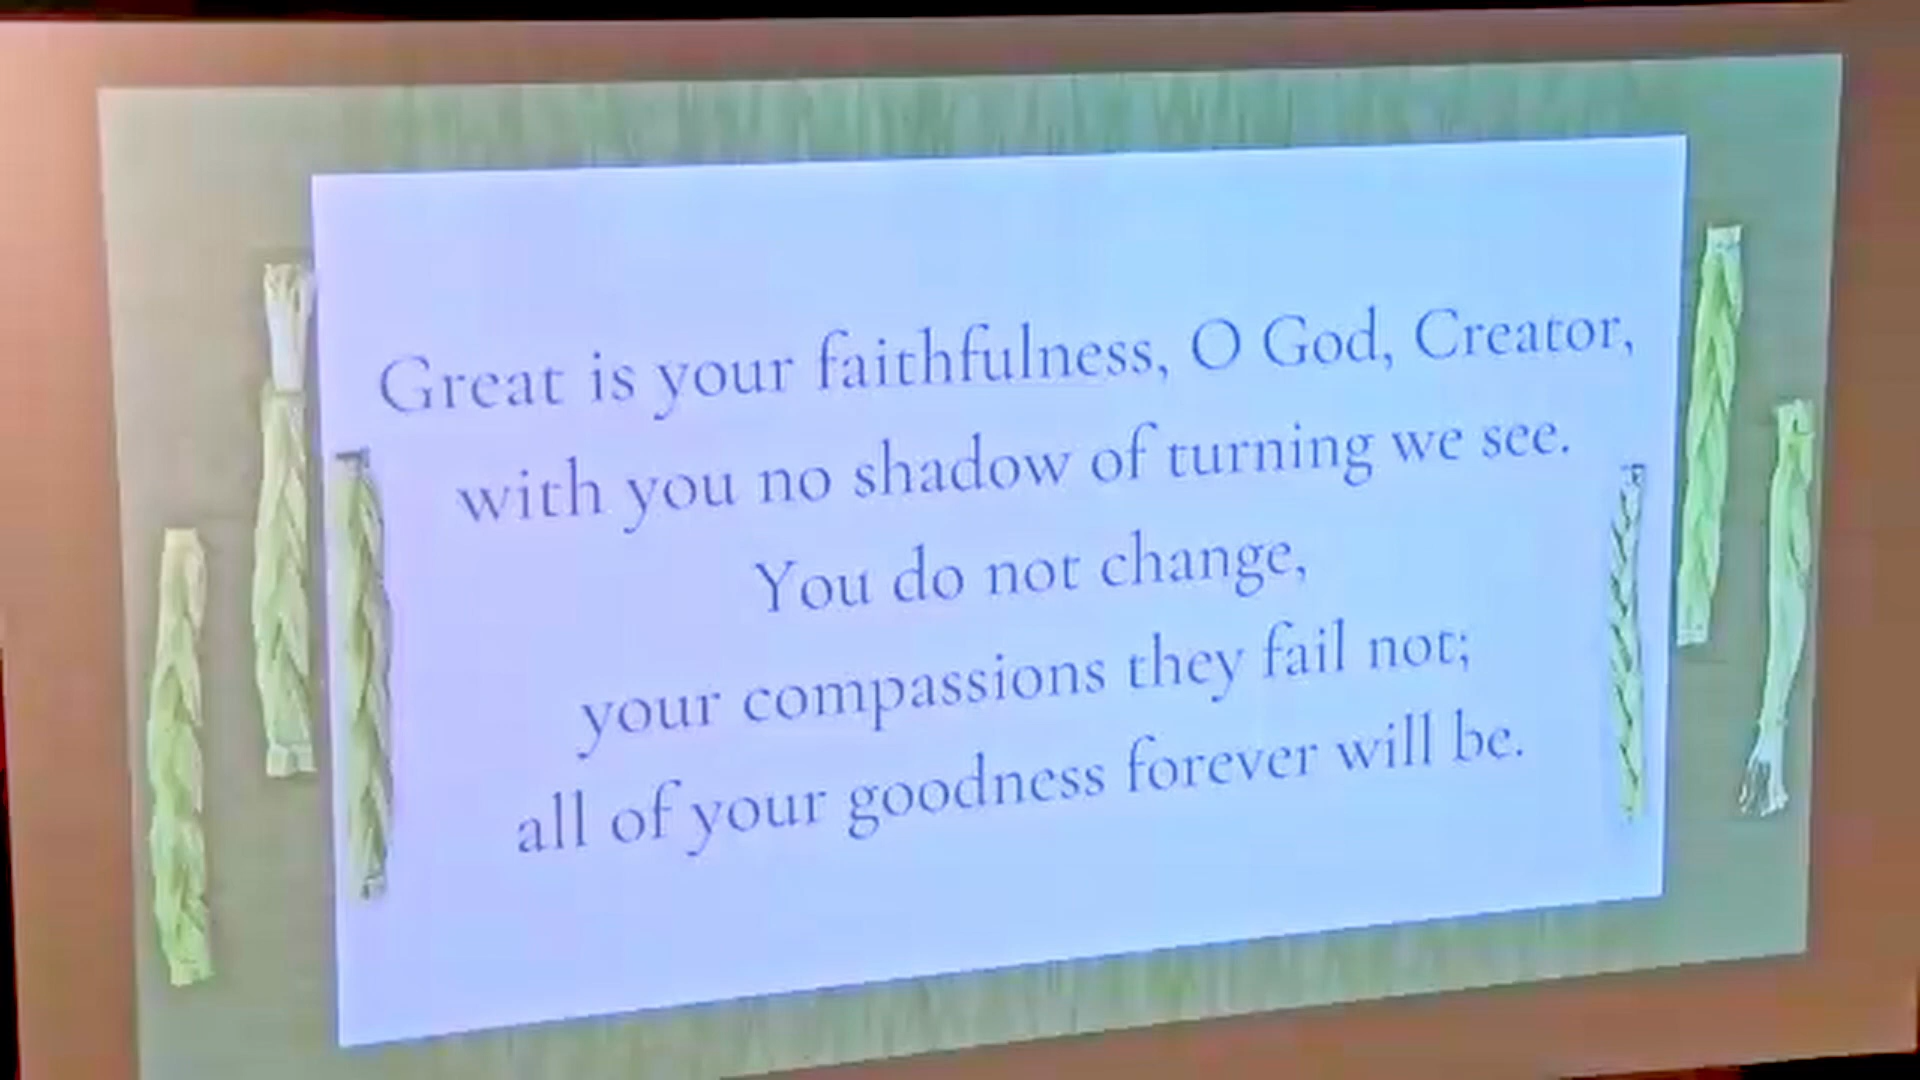 Great is your faithfulness, O God, Creator,
with you no shadow of turning we see.
You do not change,
your compassions they fail not;
all of your goodness forever will be.